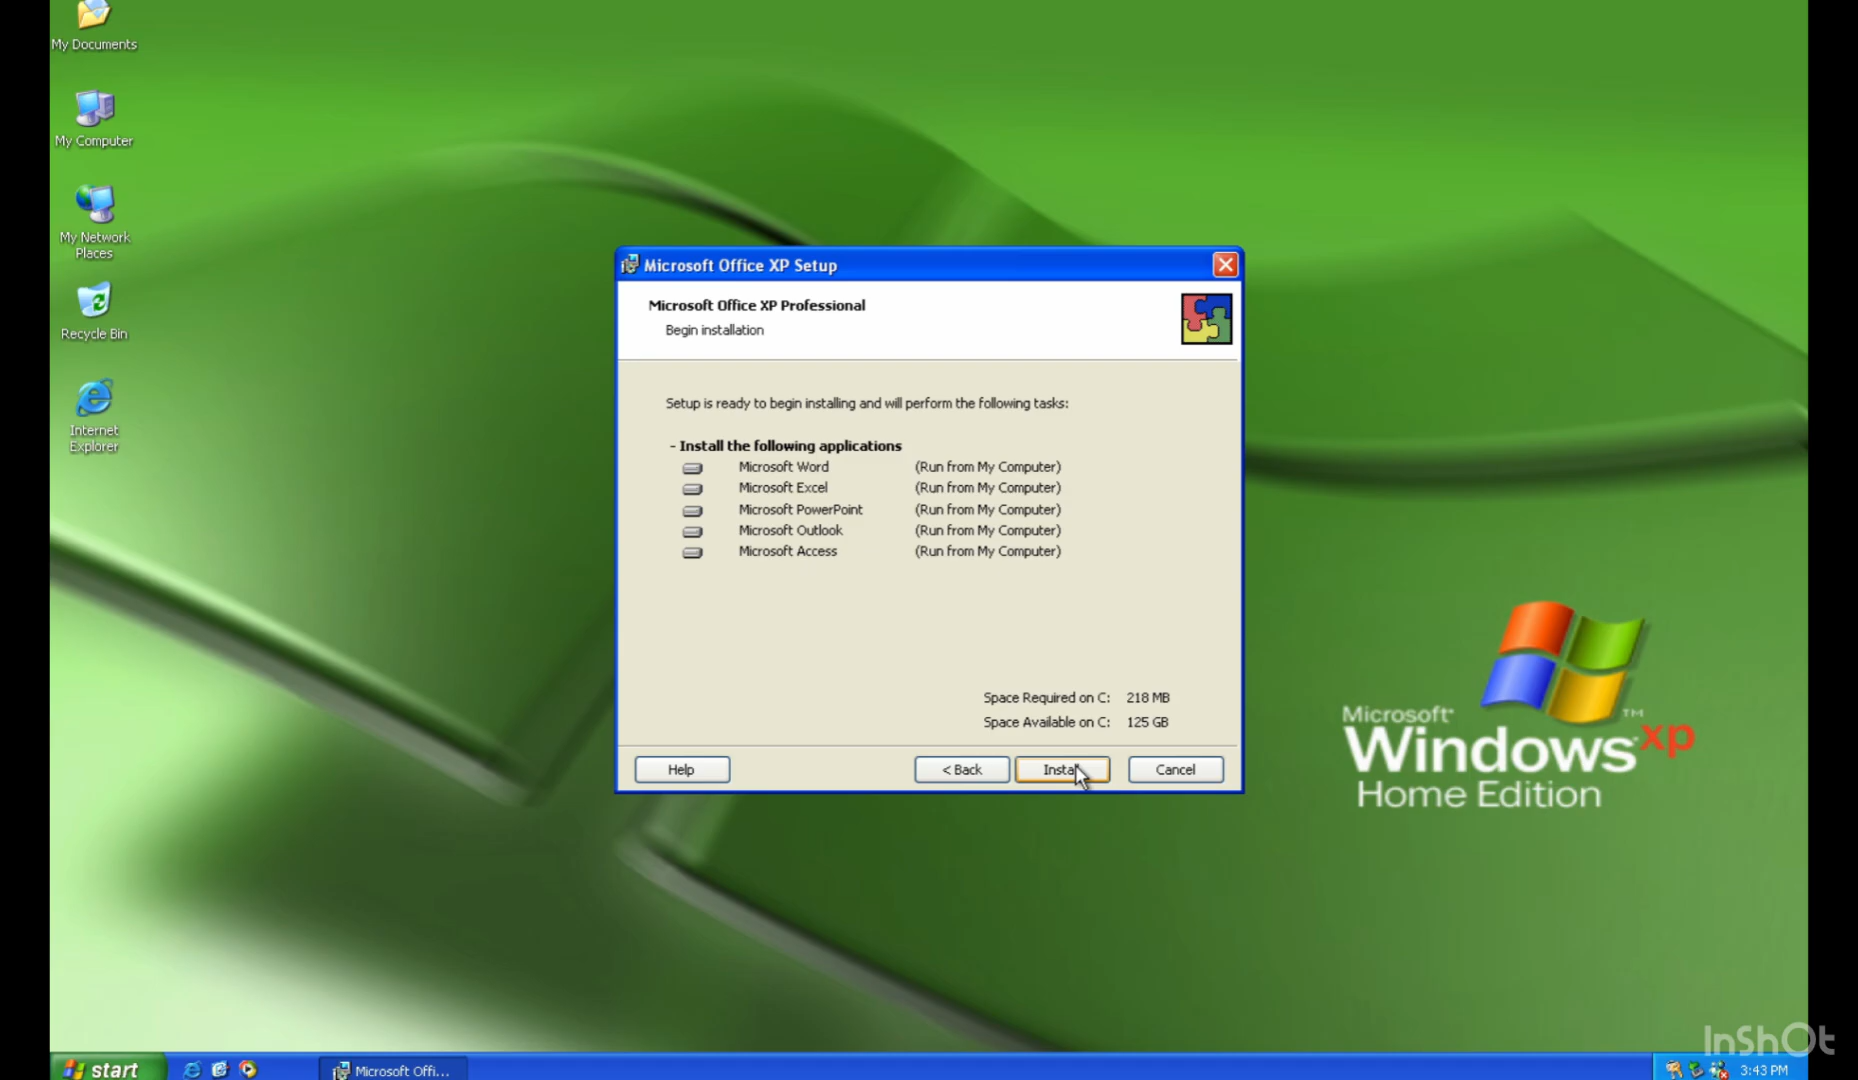 My Documents
My Computer
My Network
Places
Recycle Bin
Internet
Explorer
Microsoft Office XP Setup
Microsoft Office XP Professional
Begin installation
Setup is ready to begin installing and will perform the following tasks:
- Install the following applications
Microsoft Word (Run from My Computer)
Microsoft Excel (Run from My Computer)
Microsoft PowerPoint (Run from My Computer)
Microsoft Outlook (Run from My Computer)
Microsoft Access (Run from My Computer)
Space Required on C: 218 MB
Space Available on C: 125 GB
Help
< Back
Install
Cancel
Microsoft
Windows xp
TM
Home Edition
InShOt
start
Microsoft Offi...
3:43 PM